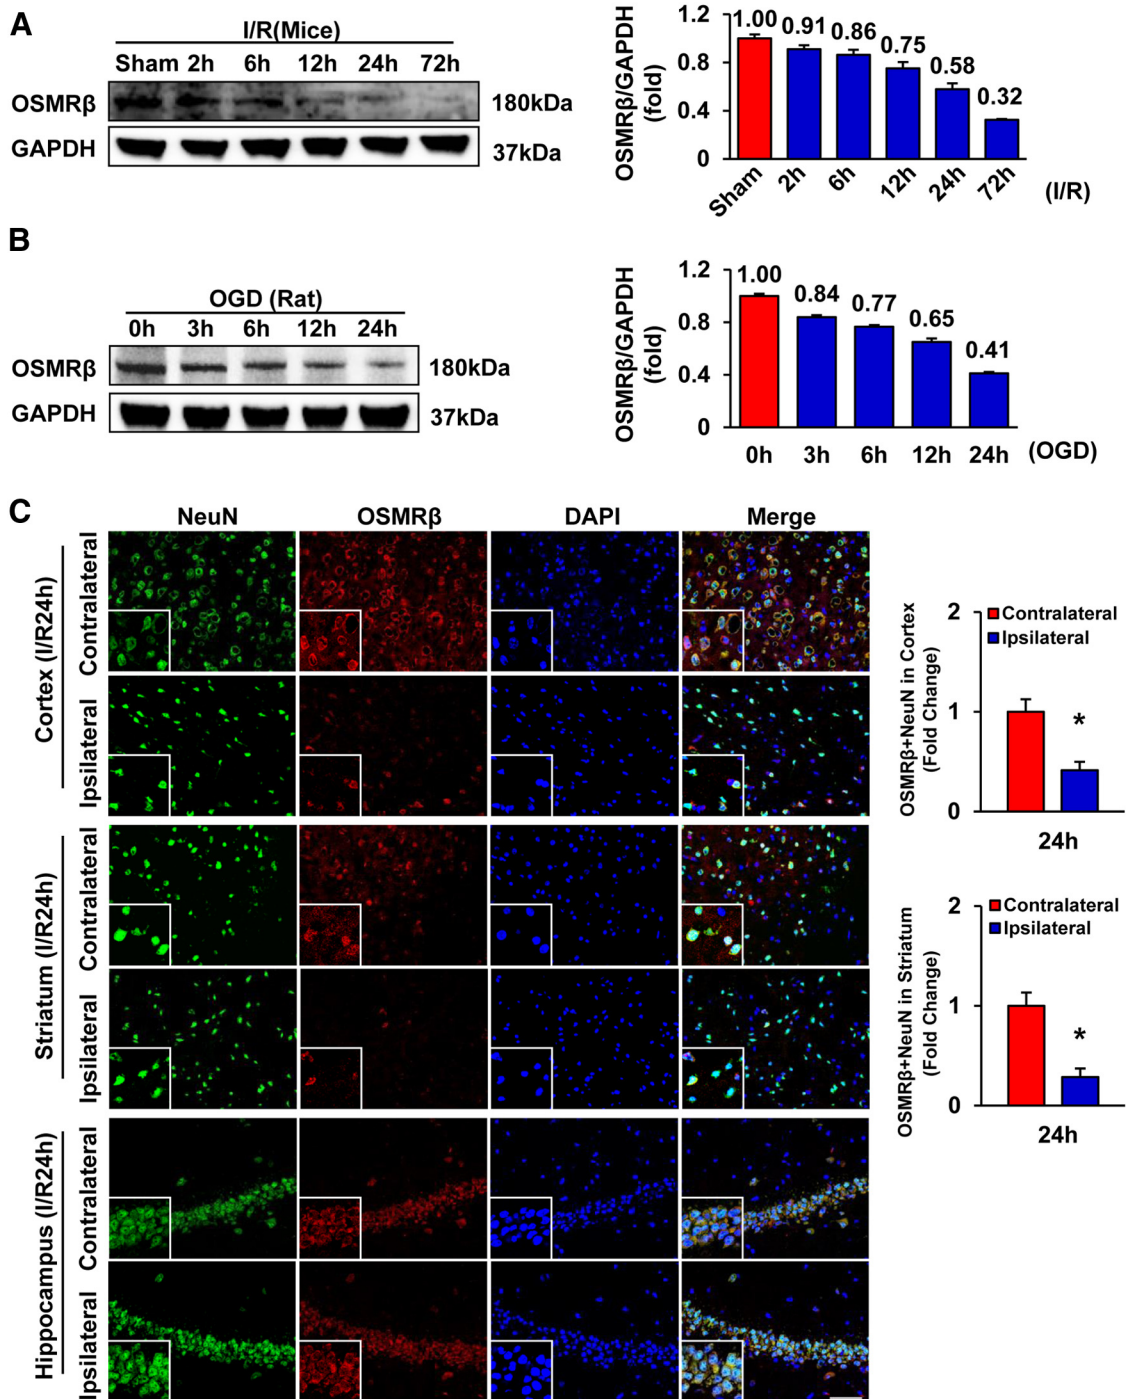 A
I/R(Mice)
Sham 2h 6h 12h 24h 72h
OSMRβ
180kDa
GAPDH
37kDa
OSMRβ/GAPDH
(fold)
1.2
0.8
0.4
0
1.00
0.91
0.86
0.75
0.58
0.32
Sham
2h
6h
12h
24h
72h
(I/R)
B
OGD (Rat)
0h 3h 6h 12h 24h
OSMRβ
180kDa
GAPDH
37kDa
OSMRβ/GAPDH
(fold)
1.2
0.8
0.4
0
1.00
0.84
0.77
0.65
0.41
0h 3h 6h 12h 24h
(OGD)
C
NeuN OSMRβ DAPI Merge
Cortex (I/R24h)
Contralateral
Ipsilateral
Striatum (I/R24h)
Contralateral
Ipsilateral
Hippocampus (I/R24h)
Contralateral
Ipsilateral
OSMRβ+NeuN in Cortex
(Fold Change)
2
1
0
Contralateral
Ipsilateral
*
24h
OSMRβ+NeuN in Striatum
(Fold Change)
2
1
0
Contralateral
Ipsilateral
*
24h